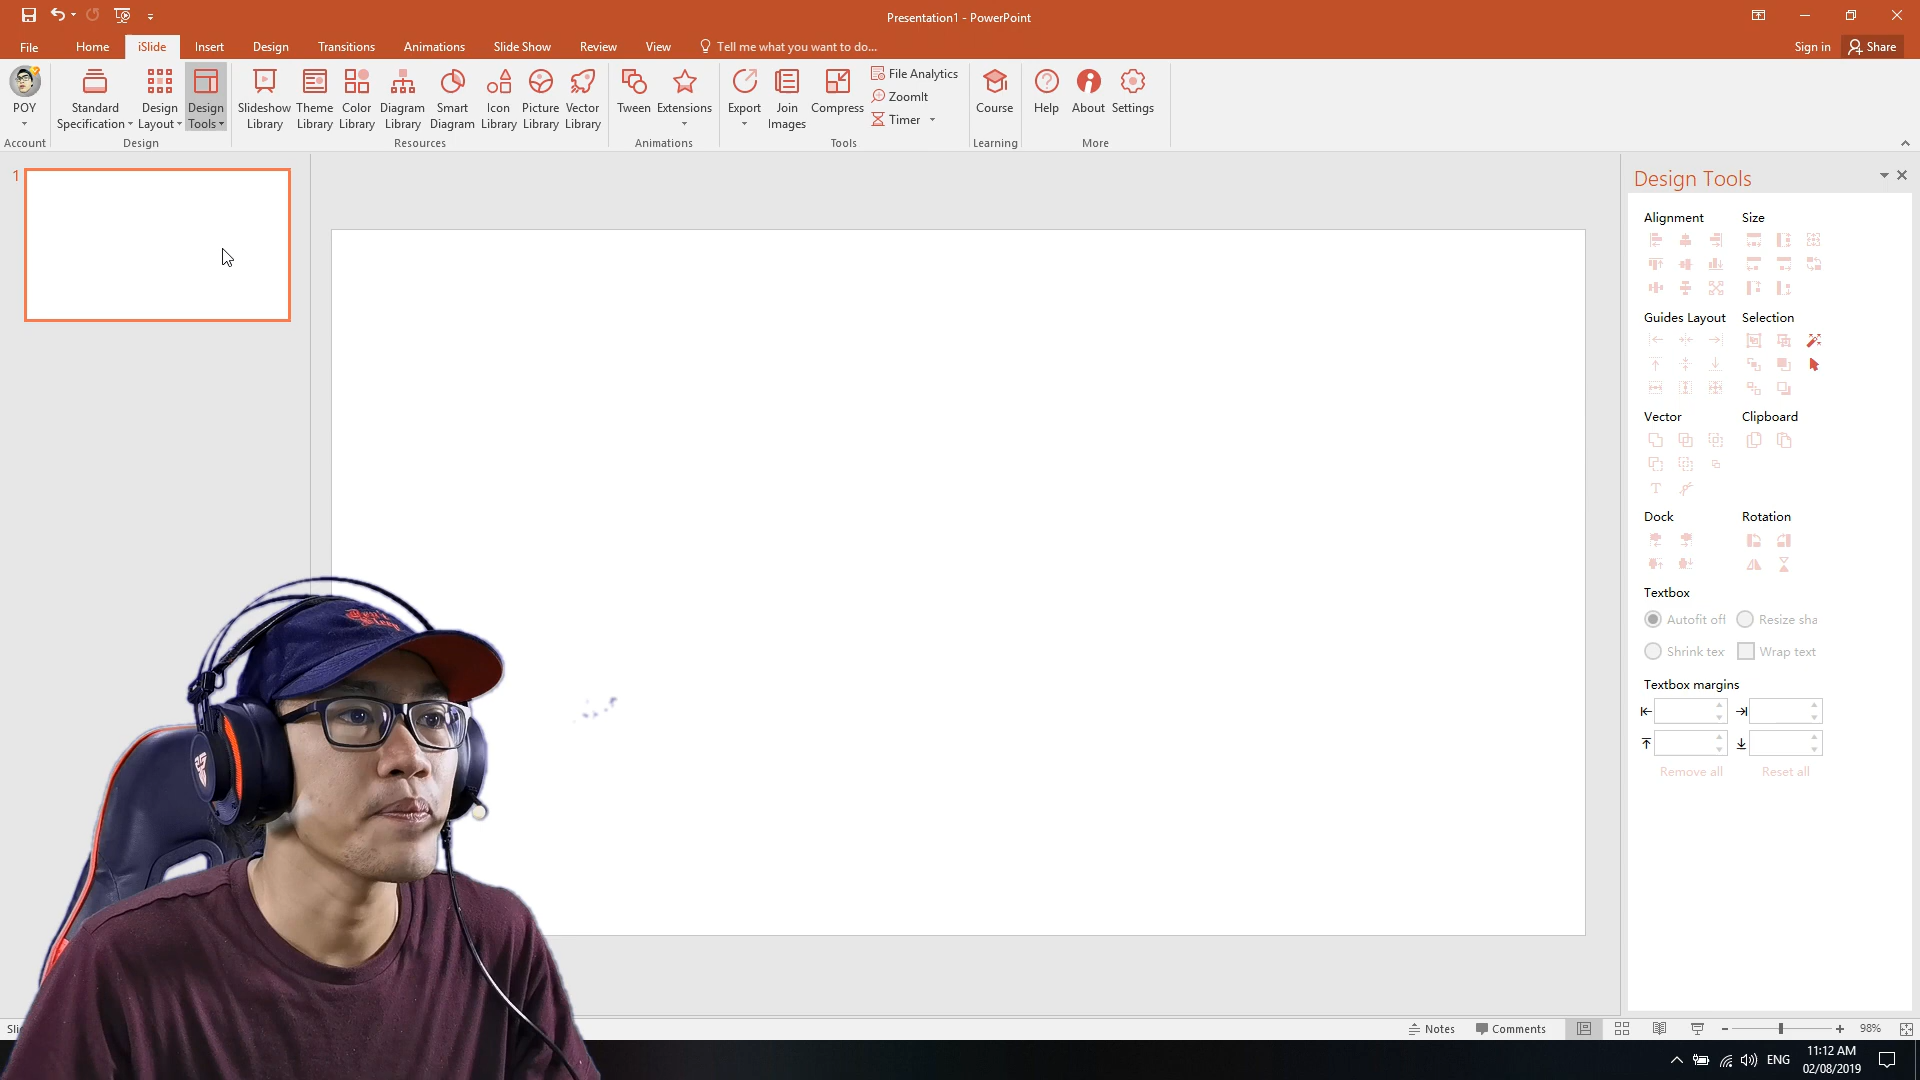 Presentation1 - PowerPoint
File Home iSlide Insert Design Transitions Animations Slide Show Review View Tell me what you want to do... Sign in Share
POY
Account
Standard Specification
Design Layout
Design Tools
Design
Slideshow Library
Theme Library
Color Library
Diagram Library
Smart Diagram
Icon Library
Picture Library
Vector Library
Resources
Tween
Extensions
Animations
Export
Join Images
Compress
File Analytics
ZoomIt
Timer
Tools
Course
Learning
Help
About
Settings
More
1
Design Tools
Alignment Size
Guides Layout Selection
Vector Clipboard
T
Dock Rotation
Textbox
Autofit off Resize sha
Shrink tex Wrap text
Textbox margins
Remove all Reset all
Notes Comments 98%
ENG
11:12 AM
02/08/2019